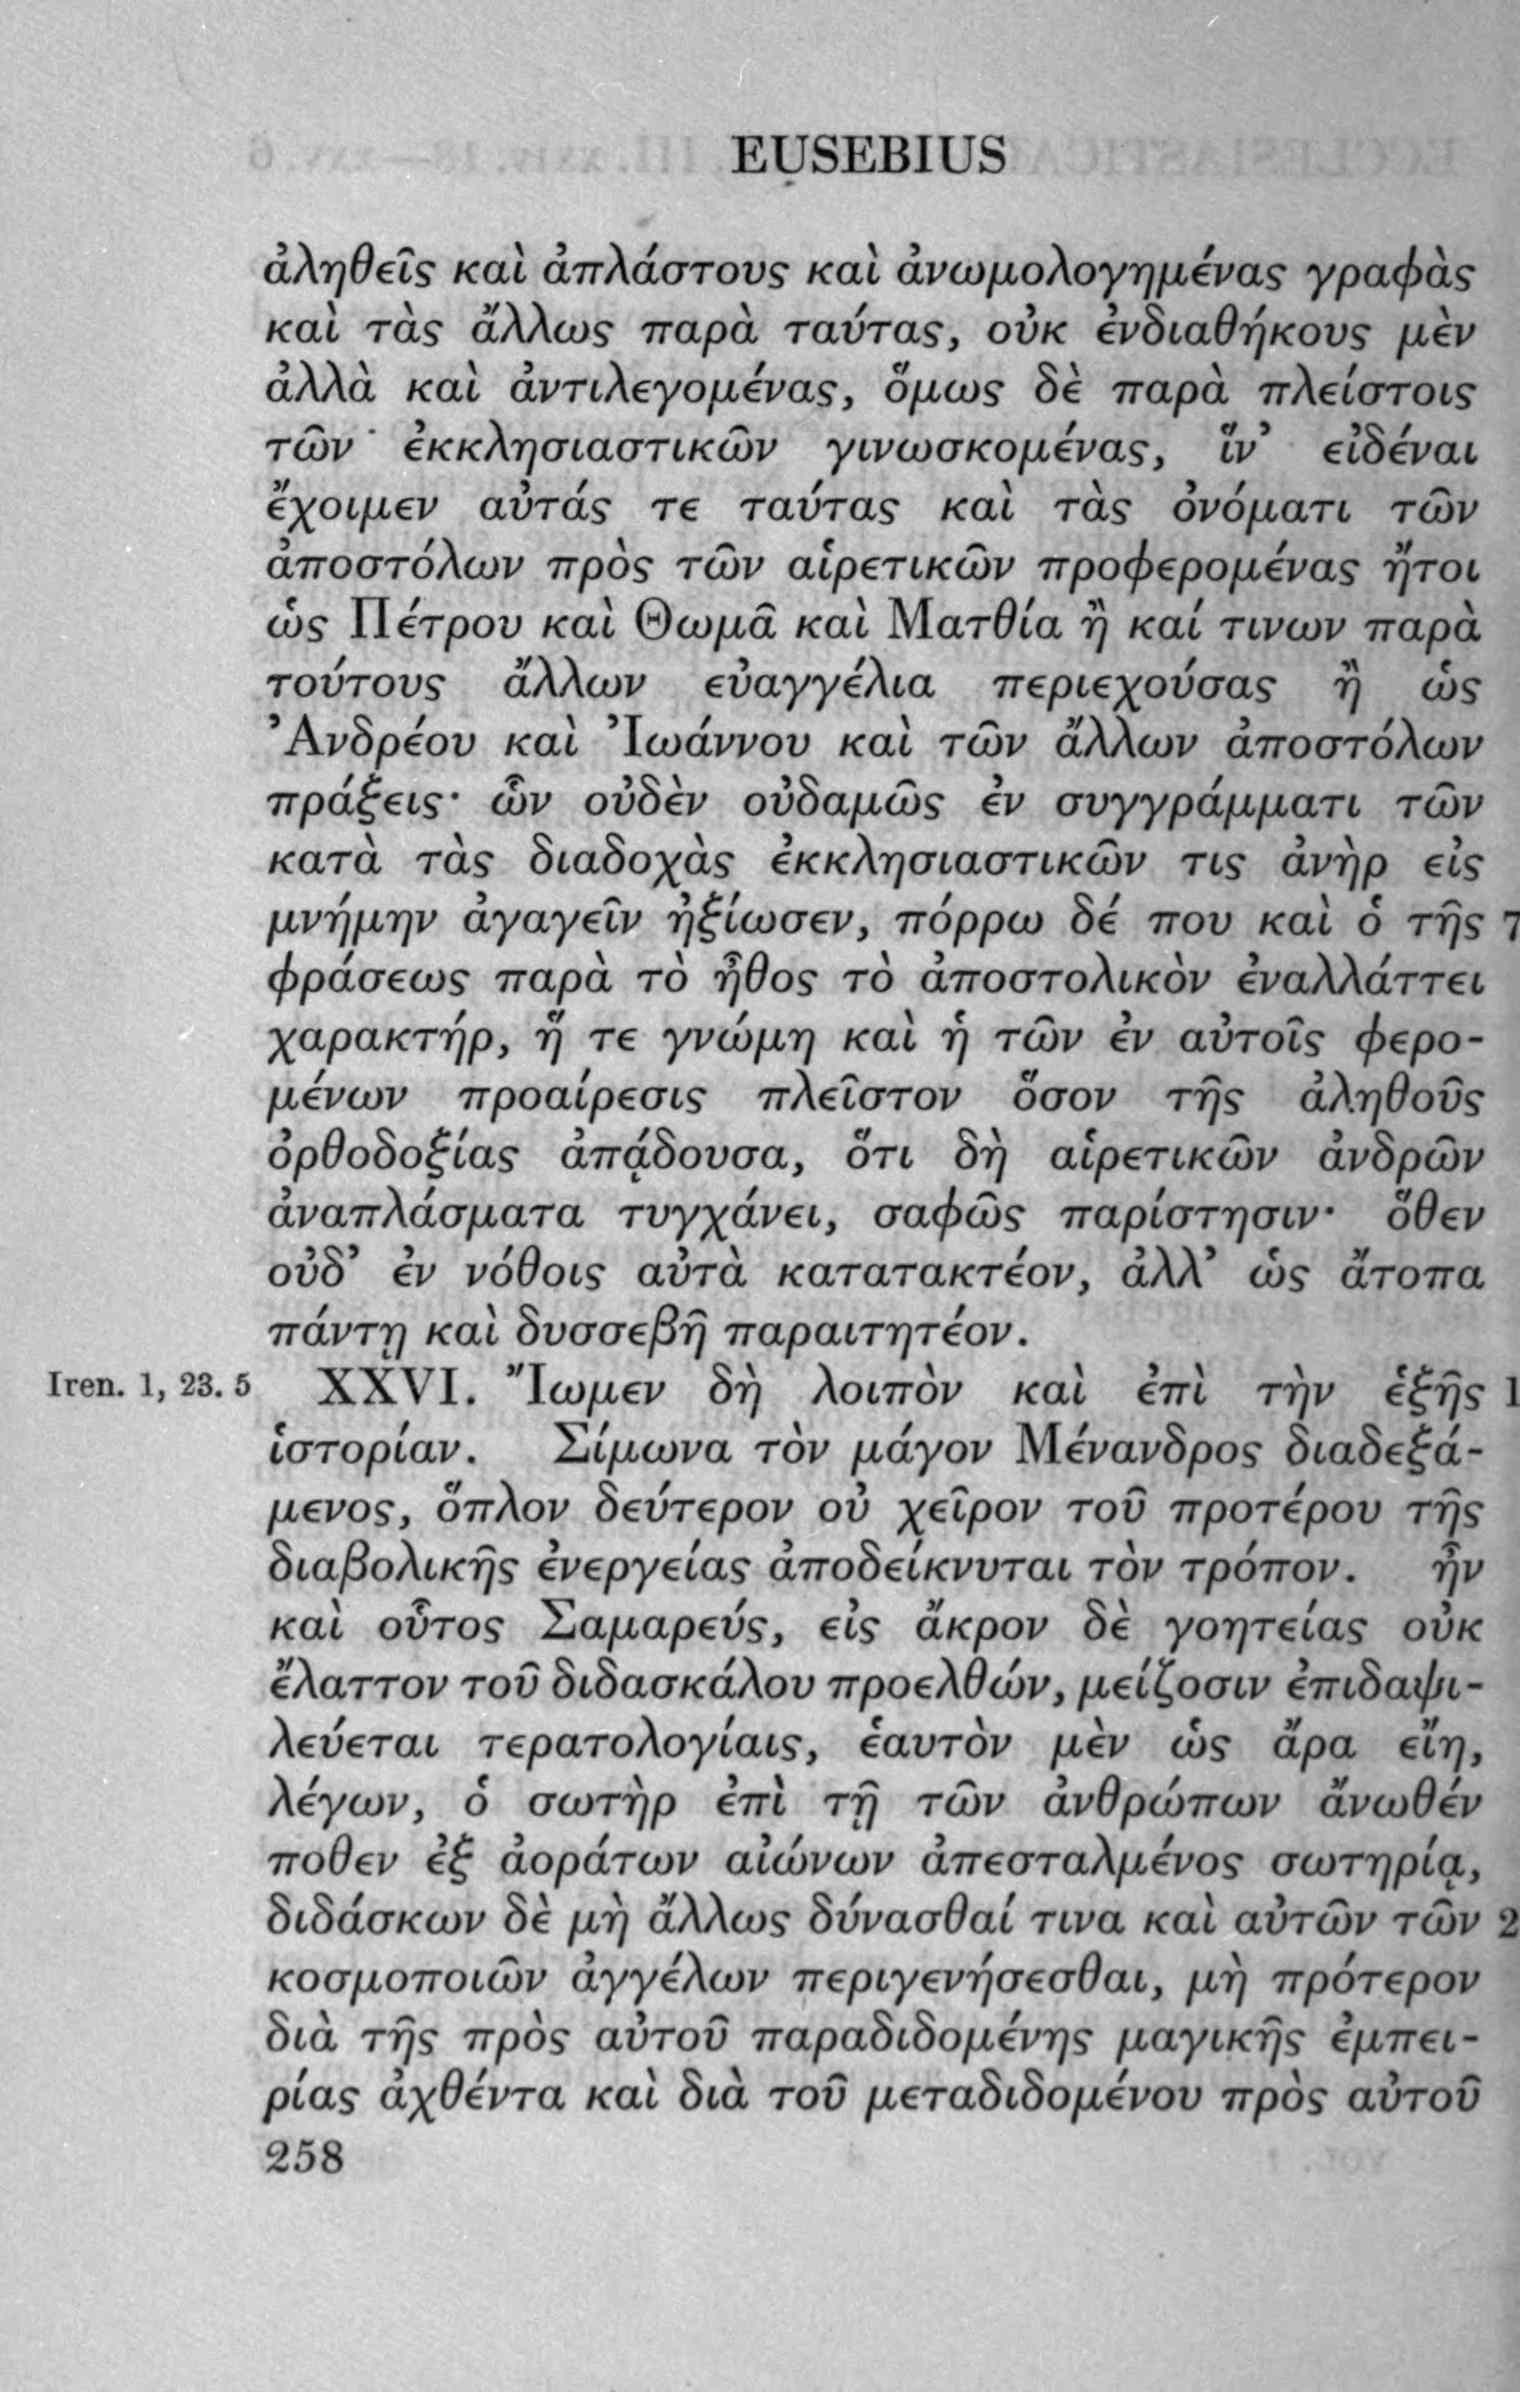 EUSEBIUS
ἀληθεῖς καὶ ἀπλάστους καὶ ἀνωμολογημένας γραφὰς
καὶ τὰς ἄλλως παρὰ ταύτας, οὐκ ἐνδιαθήκους μὲν
ἀλλὰ καὶ ἀντιλεγομένας, ὅμως δὲ παρὰ πλείστοις
τῶν ἐκκλησιαστικῶν γινωσκομένας, ἵν’ εἰδέναι
ἔχοιμεν αὐτάς τε ταύτας καὶ τὰς ὀνόματι τῶν
ἀποστόλων πρὸς τῶν αἱρετικῶν προφερομένας ἤτοι
ὡς Πέτρου καὶ Θωμᾶ καὶ Ματθία ἢ καί τινων παρὰ
τούτους ἄλλων εὐαγγέλια περιεχούσας ἢ ὡς
Ἀνδρέου καὶ Ἰωάννου καὶ τῶν ἄλλων ἀποστόλων
πράξεις· ὧν οὐδὲν οὐδαμῶς ἐν συγγράμματι τῶν
κατὰ τὰς διαδοχὰς ἐκκλησιαστικῶν τις ἀνὴρ εἰς
μνήμην ἀγαγεῖν ἠξίωσεν, πόρρω δέ που καὶ ὁ τῆς 7
φράσεως παρὰ τὸ ἦθος τὸ ἀποστολικὸν ἐναλλάττει
χαρακτήρ, ἥ τε γνώμη καὶ ἡ τῶν ἐν αὐτοῖς φερο-
μένων προαίρεσις πλεῖστον ὅσον τῆς ἀληθοῦς
ὀρθοδοξίας ἀπᾴδουσα, ὅτι δὴ αἱρετικῶν ἀνδρῶν
ἀναπλάσματα τυγχάνει, σαφῶς παρίστησιν· ὅθεν
οὐδ’ ἐν νόθοις αὐτὰ κατατακτέον, ἀλλ’ ὡς ἄτοπα
πάντῃ καὶ δυσσεβῆ παραιτητέον.
Iren. 1, 23. 5 XXVI. Ἴωμεν δὴ λοιπὸν καὶ ἐπὶ τὴν ἑξῆς 1
ἱστορίαν. Σίμωνα τὸν μάγον Μένανδρος διαδεξά-
μενος, ὅπλον δεύτερον οὐ χεῖρον τοῦ προτέρου τῆς
διαβολικῆς ἐνεργείας ἀποδείκνυται τὸν τρόπον. ἦν
καὶ οὗτος Σαμαρεύς, εἰς ἄκρον δὲ γοητείας οὐκ
ἔλαττον τοῦ διδασκάλου προελθών, μείζοσιν ἐπιδαψι-
λεύεται τερατολογίαις, ἑαυτὸν μὲν ὡς ἄρα εἴη,
λέγων, ὁ σωτὴρ ἐπὶ τῇ τῶν ἀνθρώπων ἄνωθέν
ποθεν ἐξ ἀοράτων αἰώνων ἀπεσταλμένος σωτηρίᾳ,
διδάσκων δὲ μὴ ἄλλως δύνασθαί τινα καὶ αὐτῶν τῶν 2
κοσμοποιῶν ἀγγέλων περιγενήσεσθαι, μὴ πρότερον
διὰ τῆς πρὸς αὐτοῦ παραδιδομένης μαγικῆς ἐμπει-
ρίας ἀχθέντα καὶ διὰ τοῦ μεταδιδομένου πρὸς αὐτοῦ
258